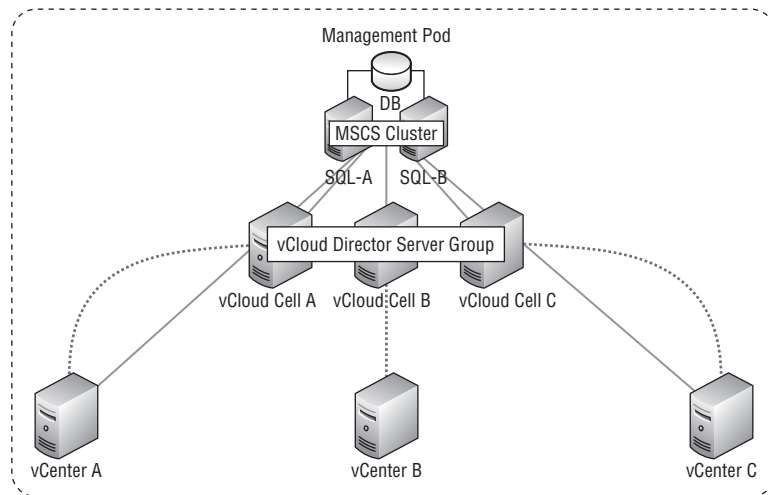 Management Pod
DB
MSCS Cluster
SQL-A
SQL-B
vCloud Director Server Group
vCloud Cell A
vCloud Cell B
vCloud Cell C
vCenter A
vCenter B
vCenter C